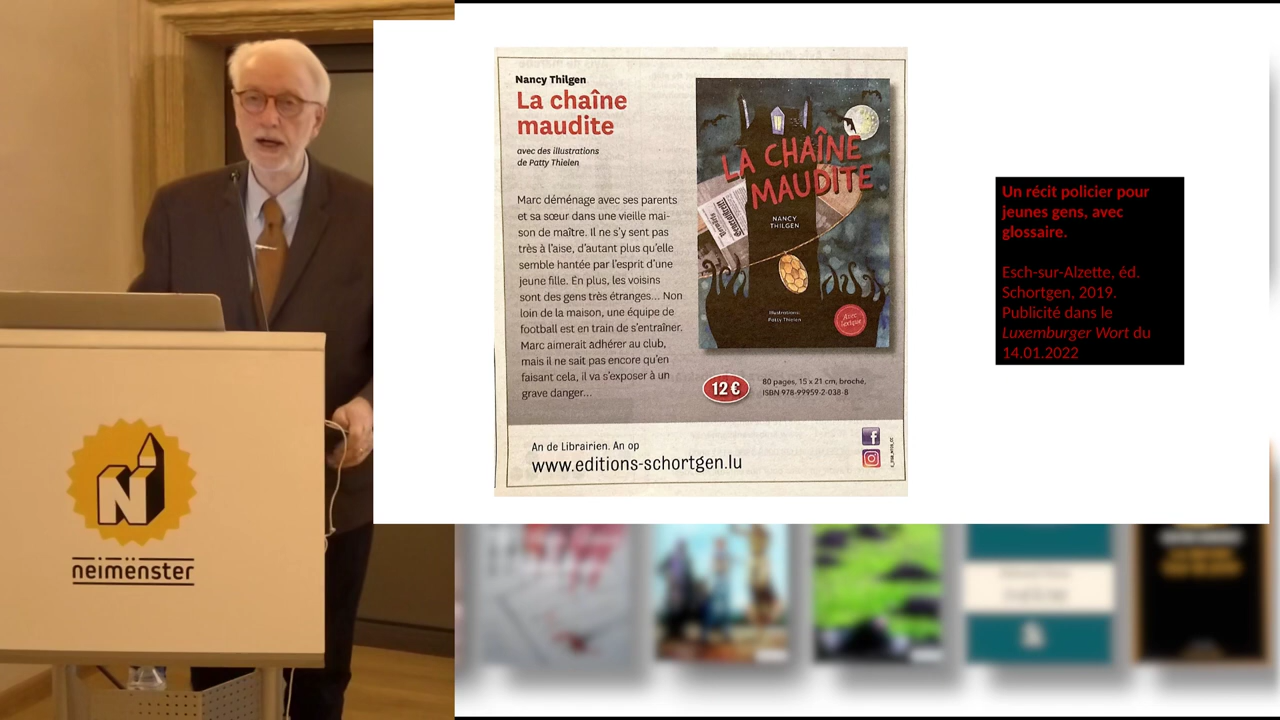 Nancy Thilgen
La chaîne
maudite
avec des illustrations
de Patty Thielen
Marc déménage avec ses parents
et sa sœur dans une vieille mai-
son de maître. Il ne s'y sent pas
très à l'aise, d'autant plus qu'elle
semble hantée par l'esprit d'une
jeune fille. En plus, les voisins
sont des gens très étranges... Non
loin de la maison, une équipe de
football est en train de s'entraîner.
Marc aimerait adhérer au club,
mais il ne sait pas encore qu'en
faisant cela, il va s'exposer à un
grave danger...
LA CHAÎNE
MAUDITE
NANCY
THILGEN
Illustrations:
Patty Thielen
Avec
lexique
12 €
80 pages, 15 x 21 cm, broché,
ISBN 978-99959-2-038-8
An de Librairien. An op
www.editions-schortgen.lu
Un récit policier pour
jeunes gens, avec
glossaire.
Esch-sur-Alzette, éd.
Schortgen, 2019.
Publicité dans le
Luxemburger Wort du
14.01.2022
N
neimënster